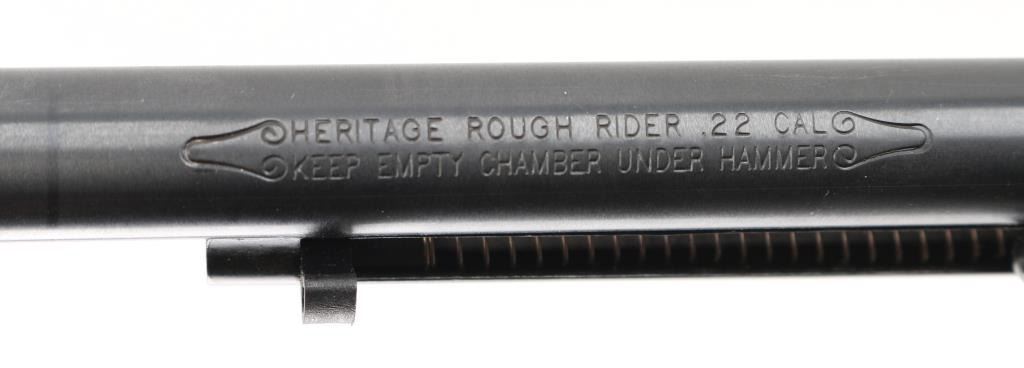 HERITAGE ROUGH RIDER .22 CAL
KEEP EMPTY CHAMBER UNDER HAMMER